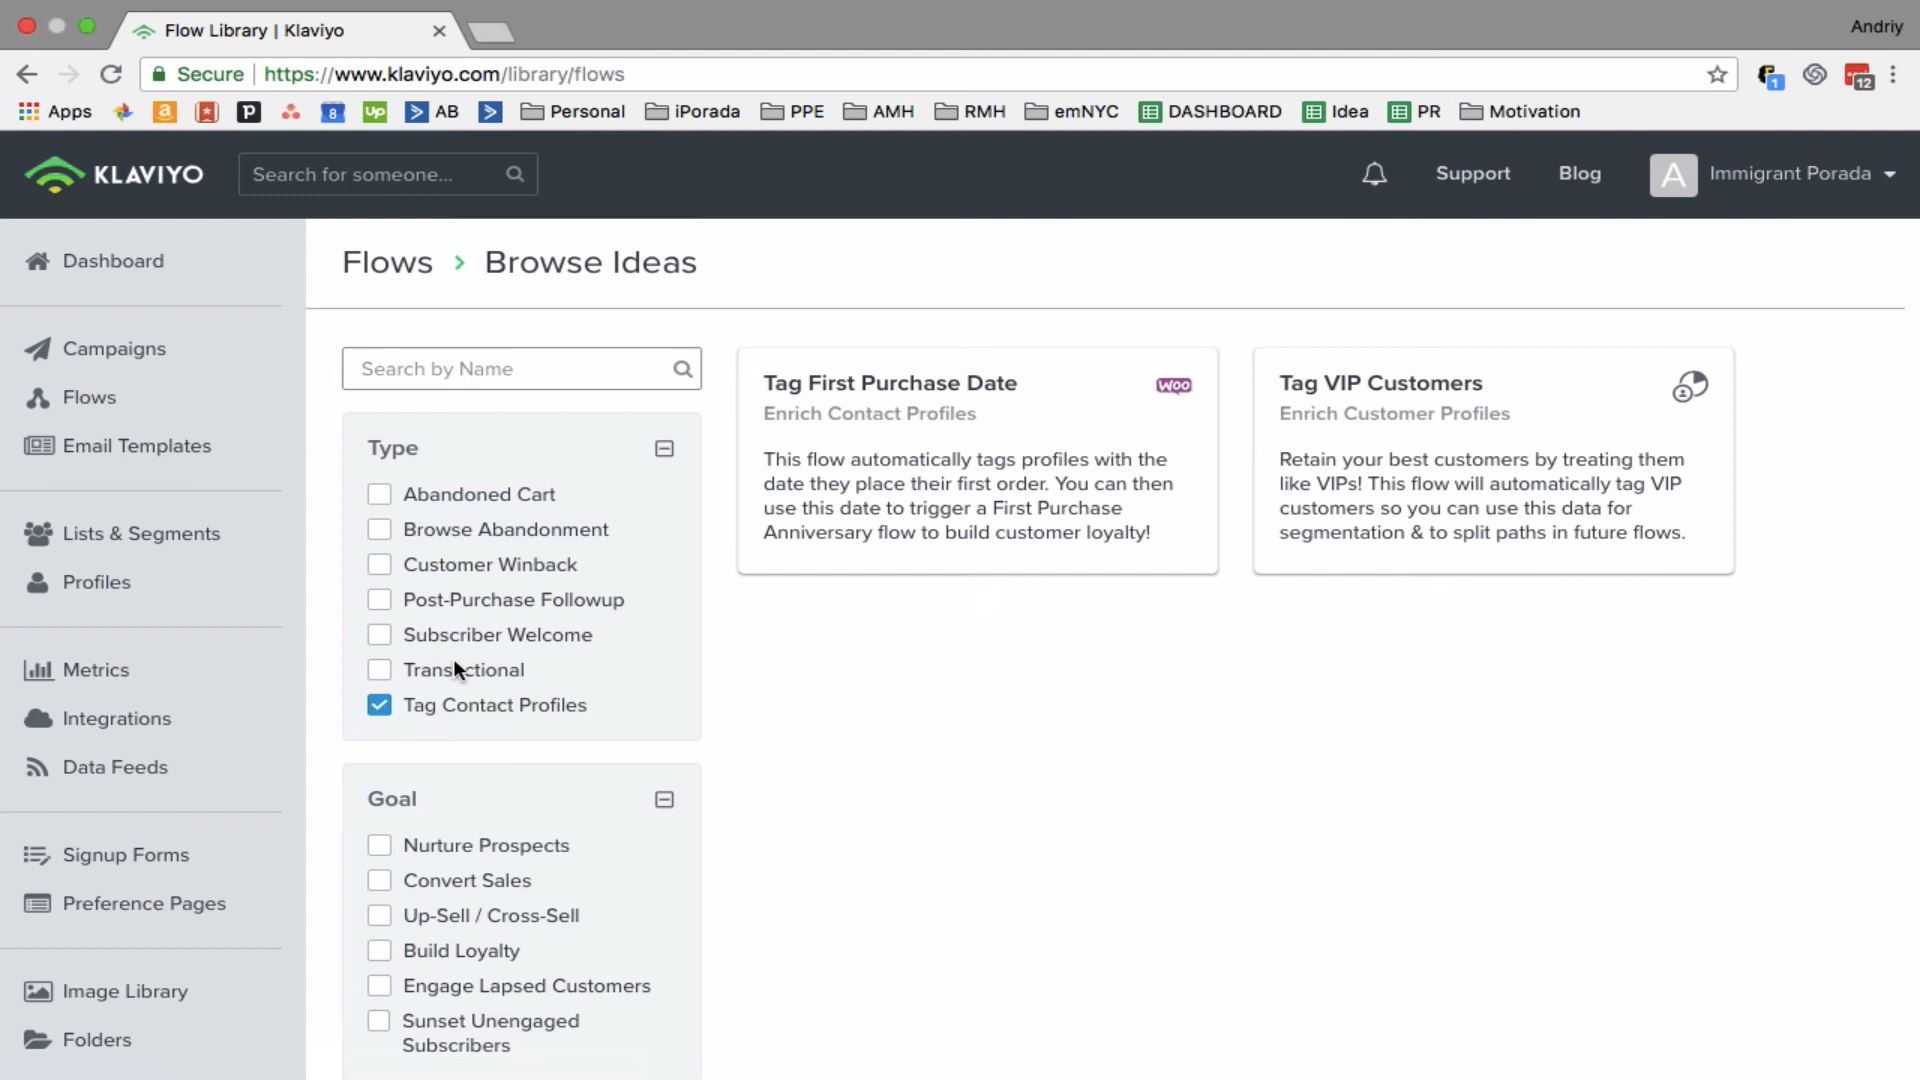 Flow Library | Klaviyo
Andriy
Secure https://www.klaviyo.com/library/flows
1
12
Apps a p 8 up AB Personal iPorada PPE AMH RMH emNYC DASHBOARD Idea PR Motivation
KLAVIYO
Search for someone...
Support
Blog
A
Immigrant Porada
Dashboard
Campaigns
Flows
Email Templates
Lists & Segments
Profiles
Metrics
Integrations
Data Feeds
Signup Forms
Preference Pages
Image Library
Folders
Flows > Browse Ideas
Search by Name
Type
Abandoned Cart
Browse Abandonment
Customer Winback
Post-Purchase Followup
Subscriber Welcome
Transactional
Tag Contact Profiles
Goal
Nurture Prospects
Convert Sales
Up-Sell / Cross-Sell
Build Loyalty
Engage Lapsed Customers
Sunset Unengaged
Subscribers
Tag First Purchase Date
WOO
Enrich Contact Profiles
This flow automatically tags profiles with the
date they place their first order. You can then
use this date to trigger a First Purchase
Anniversary flow to build customer loyalty!
Tag VIP Customers
Enrich Customer Profiles
Retain your best customers by treating them
like VIPs! This flow will automatically tag VIP
customers so you can use this data for
segmentation & to split paths in future flows.